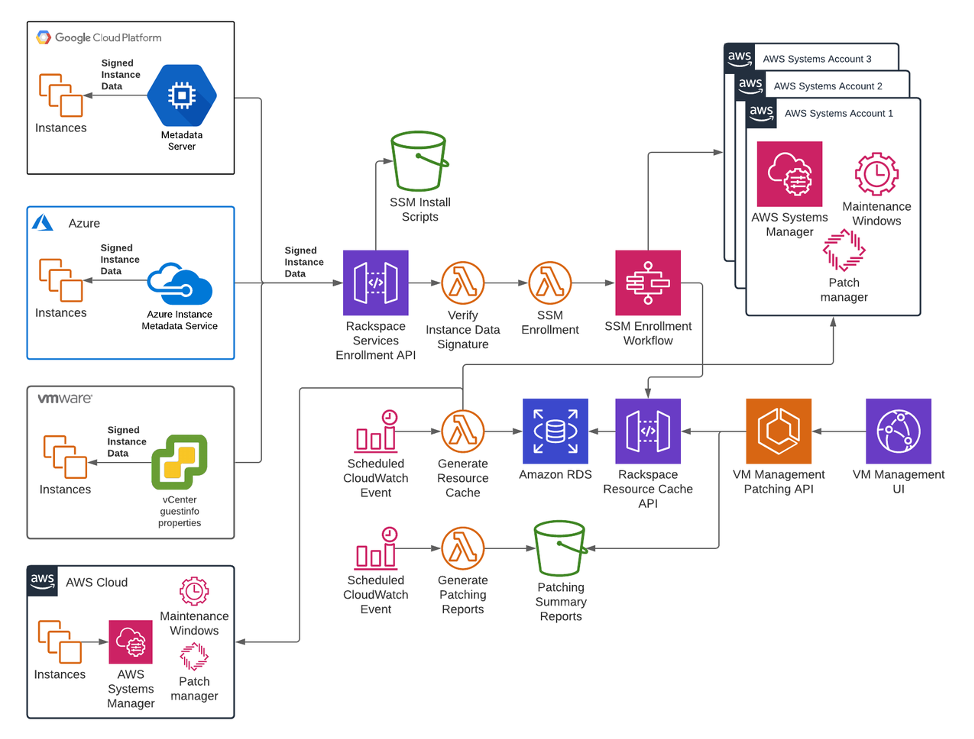 Google Cloud Platform
Signed
Instance
Data
Instances
Metadata
Server
Azure
Signed
Instance
Data
Instances
Azure Instance
Metadata Service
vmware
Signed
Instance
Data
Instances
vCenter
guestinfo
properties
aws
AWS Cloud
Instances
AWS
Systems
Manager
Maintenance
Windows
Patch
manager
Signed
Instance
Data
SSM Install
Scripts
Rackspace
Services
Enrollment API
Verify
Instance Data
Signature
SSM
Enrollment
SSM Enrollment
Workflow
aws
AWS Systems Account 3
aws
AWS Systems Account 2
aws
AWS Systems Account 1
AWS Systems
Manager
Maintenance
Windows
Patch
manager
Scheduled
CloudWatch
Event
Generate
Resource
Cache
Amazon RDS
Rackspace
Resource Cache
API
VM Management
Patching API
VM Management
UI
Scheduled
CloudWatch
Event
Generate
Patching
Reports
Patching
Summary
Reports